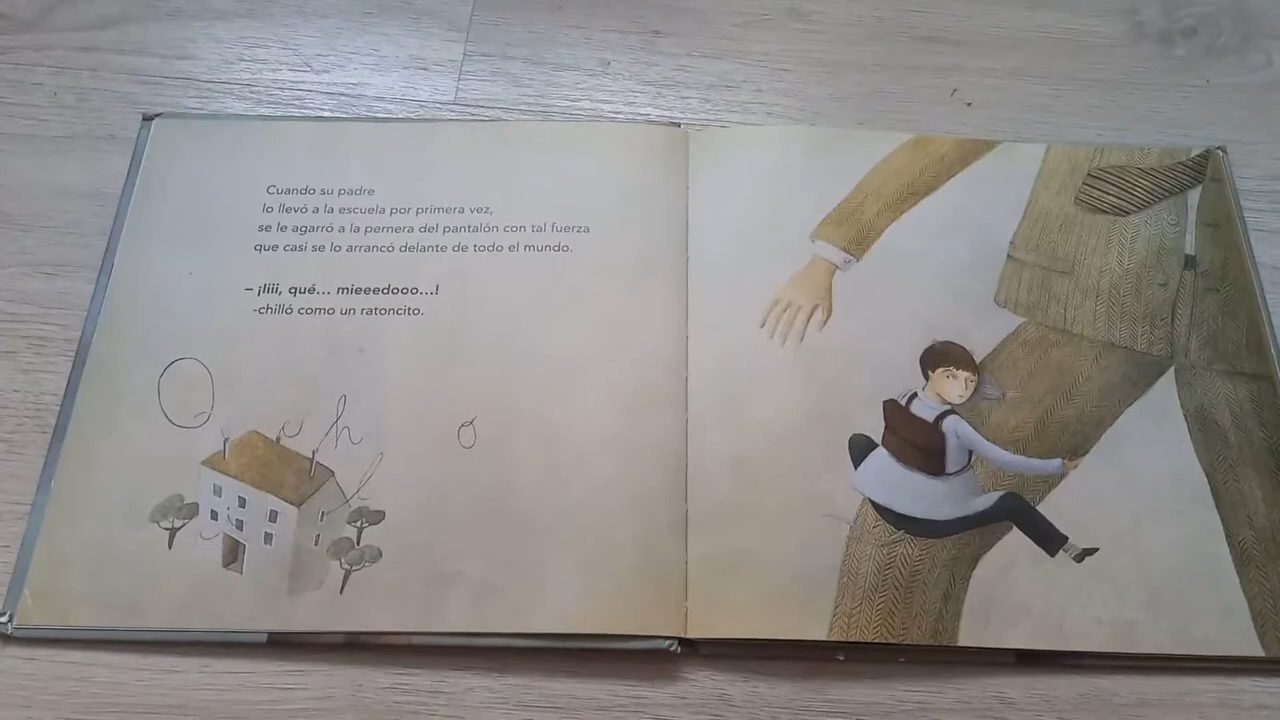 Cuando su padre
lo llevó a la escuela por primera vez,
se le agarró a la pernera del pantalón con tal fuerza
que casi se lo arrancó delante de todo el mundo.
– ¡Iiii, qué... mieeedooo...!
-chilló como un ratoncito.